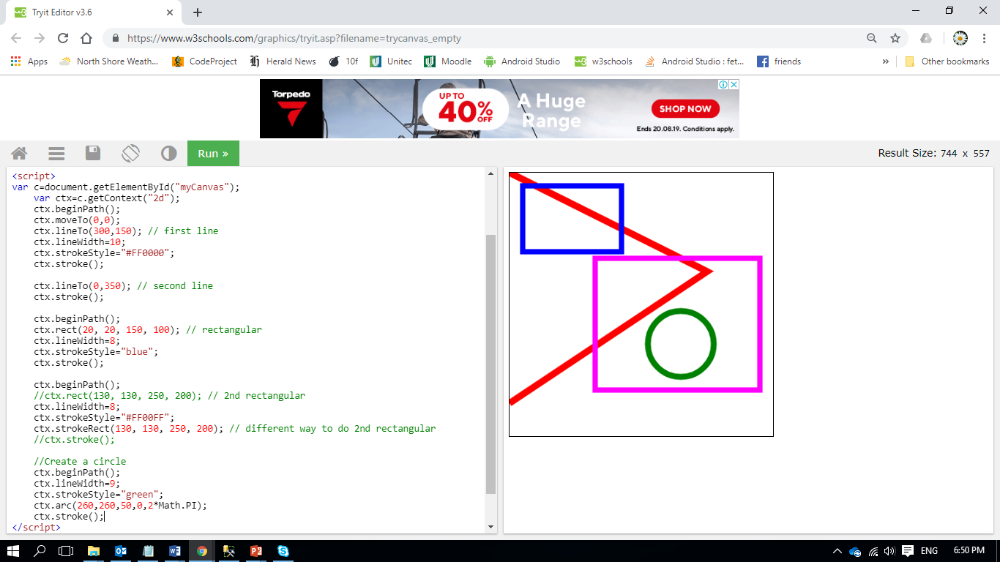 Tryit Editor v3.6
https://www.w3schools.com/graphics/tryit.asp?filename=trycanvas_empty
Apps North Shore Weath... CodeProject Herald News 10f Unitec Moodle Android Studio w3schools Android Studio : fet... friends » Other bookmarks
Torpedo
UP TO
40% OFF
A Huge
Range
SHOP NOW
Ends 20.08.19. Conditions apply.
Run »
Result Size: 744 x 557
<script>
var c=document.getElementById("myCanvas");
    var ctx=c.getContext("2d");
    ctx.beginPath();
    ctx.moveTo(0,0);
    ctx.lineTo(300,150); // first line
    ctx.lineWidth=10;
    ctx.strokeStyle="#FF0000";
    ctx.stroke();
    ctx.lineTo(0,350); // second line
    ctx.stroke();
    ctx.beginPath();
    ctx.rect(20, 20, 150, 100); // rectangular
    ctx.lineWidth=8;
    ctx.strokeStyle="blue";
    ctx.stroke();
    ctx.beginPath();
    //ctx.rect(130, 130, 250, 200); // 2nd rectangular
    ctx.lineWidth=8;
    ctx.strokeStyle="#FF00FF";
    ctx.strokeRect(130, 130, 250, 200); // different way to do 2nd rectangular
    //ctx.stroke();
    //Create a circle
    ctx.beginPath();
    ctx.lineWidth=9;
    ctx.strokeStyle="green";
    ctx.arc(260,260,50,0,2*Math.PI);
    ctx.stroke();
</script>
ENG 6:50 PM